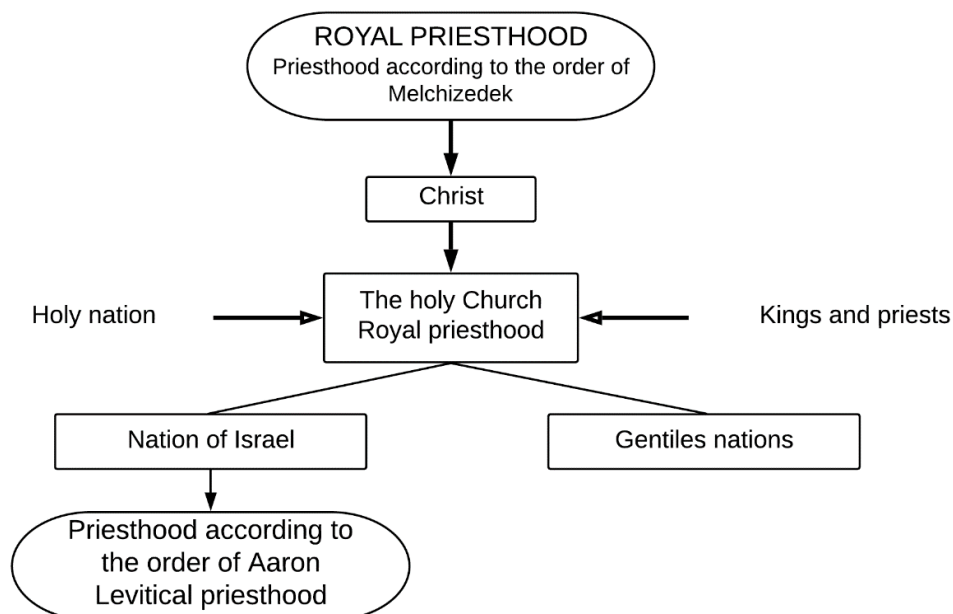 ROYAL PRIESTHOOD
Priesthood according to the order of
Melchizedek
Christ
The holy Church
Royal priesthood
Holy nation
Kings and priests
Nation of Israel
Gentiles nations
Priesthood according to
the order of Aaron
Levitical priesthood